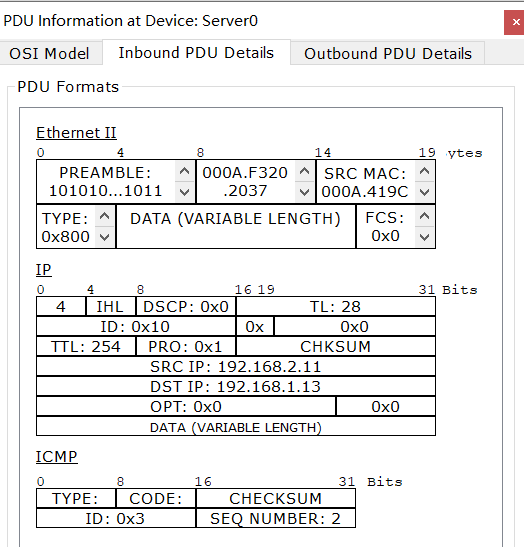 PDU Information at Device: Server0
OSI Model Inbound PDU Details Outbound PDU Details
PDU Formats
Ethernet II
0 4 8 14 19 ytes
PREAMBLE: 101010...1011 000A.F320 .2037 SRC MAC: 000A.419C
TYPE: 0x800 DATA (VARIABLE LENGTH) FCS: 0x0
IP
0 4 8 16 19 31 Bits
4 IHL DSCP: 0x0 TL: 28
ID: 0x10 0x 0x0
TTL: 254 PRO: 0x1 CHKSUM
SRC IP: 192.168.2.11
DST IP: 192.168.1.13
OPT: 0x0 0x0
DATA (VARIABLE LENGTH)
ICMP
0 8 16 31 Bits
TYPE: CODE: CHECKSUM
ID: 0x3 SEQ NUMBER: 2